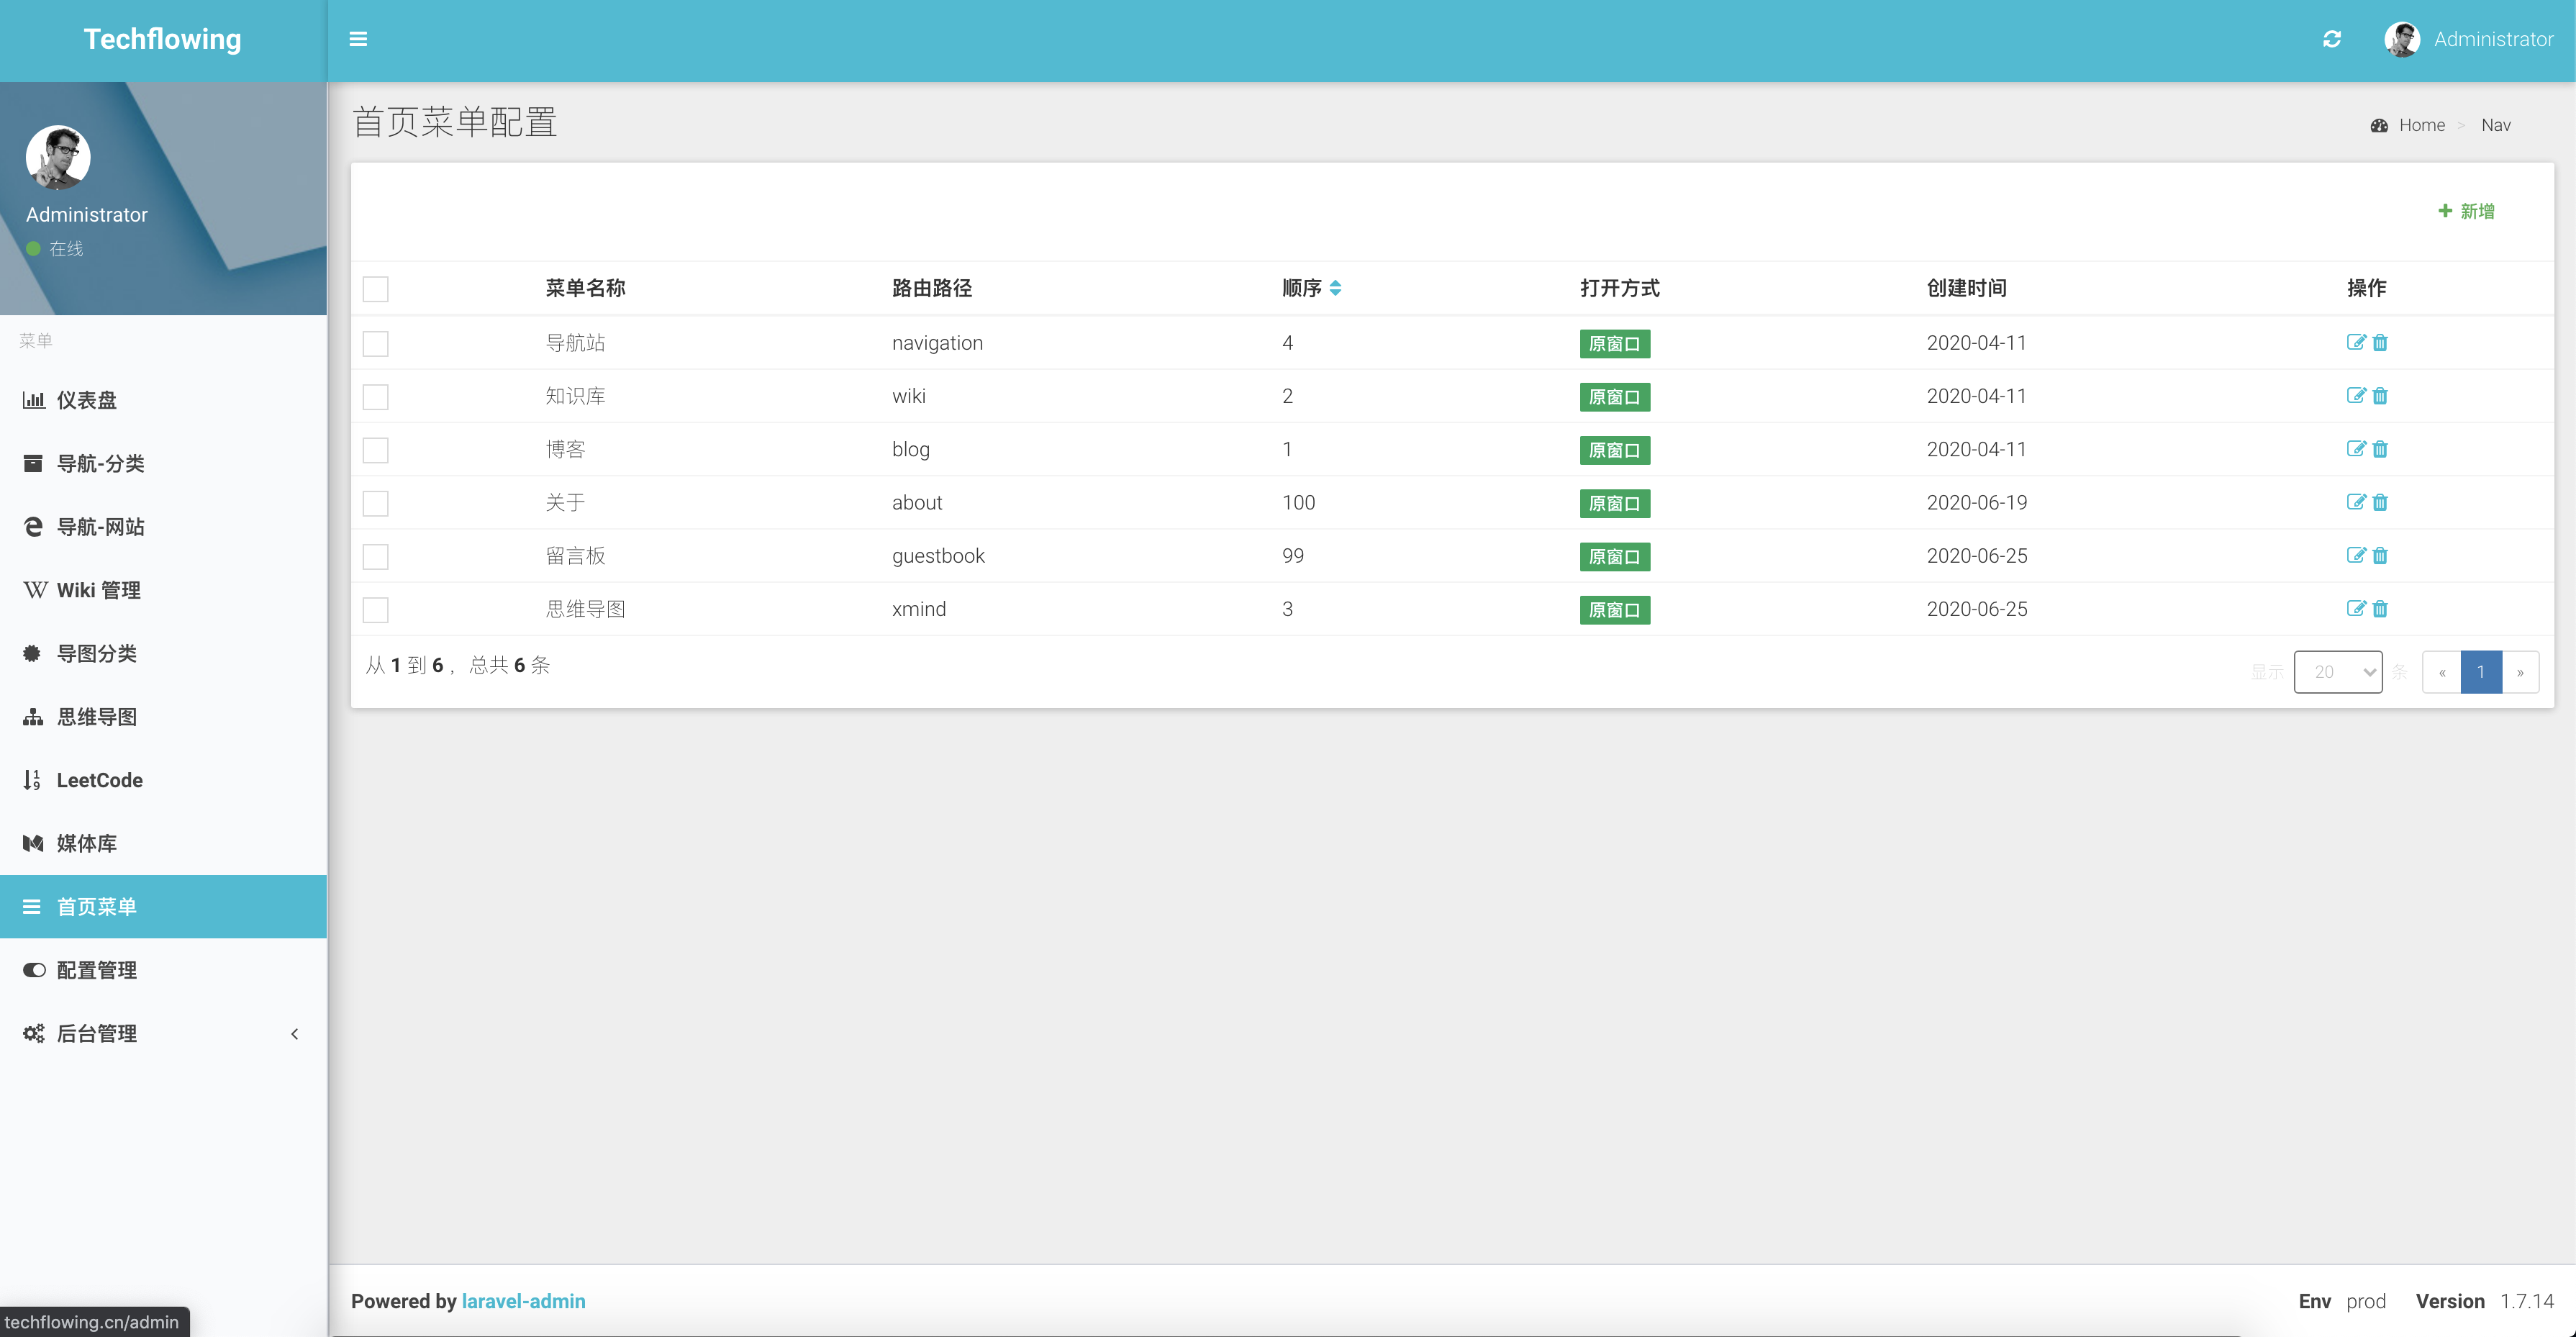 Techflowing
Administrator
Administrator
在线
菜单
仪表盘
导航-分类
导航-网站
Wiki 管理
导图分类
思维导图
LeetCode
媒体库
首页菜单
配置管理
后台管理
首页菜单配置
Home > Nav
新增
菜单名称 路由路径 顺序 打开方式 创建时间 操作
导航站 navigation 4 原窗口 2020-04-11
知识库 wiki 2 原窗口 2020-04-11
博客 blog 1 原窗口 2020-04-11
关于 about 100 原窗口 2020-06-19
留言板 guestbook 99 原窗口 2020-06-25
思维导图 xmind 3 原窗口 2020-06-25
从 1 到 6 ，总共 6 条
显示 20 条 « 1 »
Powered by laravel-admin
Env prod Version 1.7.14
techflowing.cn/admin